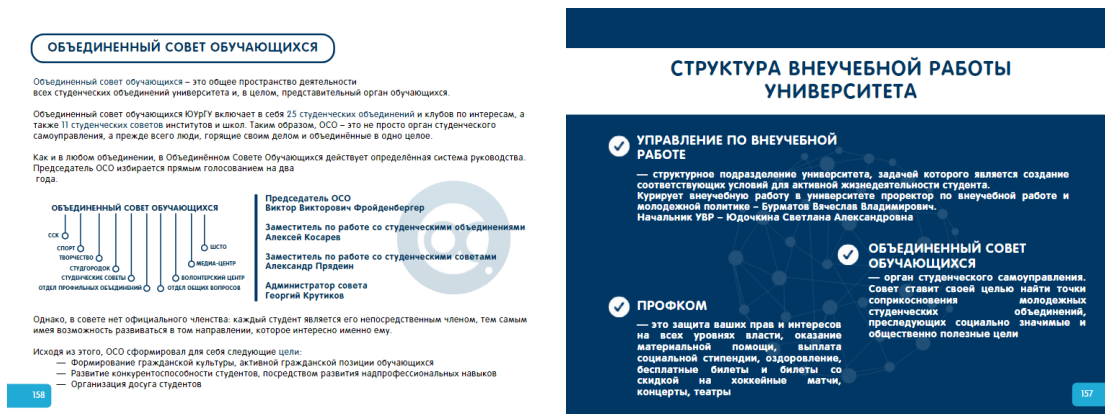 ОБЪЕДИНЕННЫЙ СОВЕТ ОБУЧАЮЩИХСЯ
Объединенный совет обучающихся – это общее пространство деятельности
всех студенческих объединений университета и, в целом, представительный орган обучающихся.
Объединенный совет обучающихся ЮУрГУ включает в себя 25 студенческих объединений и клубов по интересам, а
также 11 студенческих советов институтов и школ. Таким образом, ОСО – это не просто орган студенческого
самоуправления, а прежде всего люди, горящие своим делом и объединённые в одно целое.
Как и в любом объединении, в Объединённом Совете Обучающихся действует определённая система руководства.
Председатель ОСО избирается прямым голосованием на два
года.
ОБЪЕДИНЕННЫЙ СОВЕТ ОБУЧАЮЩИХСЯ
ССК
СПОРТ
ТВОРЧЕСТВО
СТУДГОРОДОК
СТУДЕНЧЕСКИЕ СОВЕТЫ
ОТДЕЛ ПРОФИЛЬНЫХ ОБЪЕДИНЕНИЙ
ШСТО
МЕДИА-ЦЕНТР
ВОЛОНТЕРСКИЙ ЦЕНТР
ОТДЕЛ ОБЩИХ ВОПРОСОВ
Председатель ОСО
Виктор Викторович Фройденбергер
Заместитель по работе со студенческими объединениями
Алексей Косарев
Заместитель по работе со студенческими советами
Александр Прядеин
Администратор совета
Георгий Крутиков
Однако, в совете нет официального членства: каждый студент является его непосредственным членом, тем самым
имея возможность развиваться в том направлении, которое интересно именно ему.
Исходя из этого, ОСО сформировал для себя следующие цели:
— Формирование гражданской культуры, активной гражданской позиции обучающихся
— Развитие конкурентоспособности студентов, посредством развития надпрофессиональных навыков
— Организация досуга студентов
158
СТРУКТУРА ВНЕУЧЕБНОЙ РАБОТЫ
УНИВЕРСИТЕТА
УПРАВЛЕНИЕ ПО ВНЕУЧЕБНОЙ
РАБОТЕ
— структурное подразделение университета, задачей которого является создание
соответствующих условий для активной жизнедеятельности студента.
Курирует внеучебную работу в университете проректор по внеучебной работе и
молодежной политике – Бурматов Вячеслав Владимирович.
Начальник УВР – Юдочкина Светлана Александровна
ОБЪЕДИНЕННЫЙ СОВЕТ
ОБУЧАЮЩИХСЯ
— орган студенческого самоуправления.
Совет ставит своей целью найти точки
соприкосновения молодежных
студенческих объединений,
преследующих социально значимые и
общественно полезные цели
ПРОФКОМ
— это защита ваших прав и интересов
на всех уровнях власти, оказание
материальной помощи, выплата
социальной стипендии, оздоровление,
бесплатные билеты и билеты со
скидкой на хоккейные матчи,
концерты, театры
157